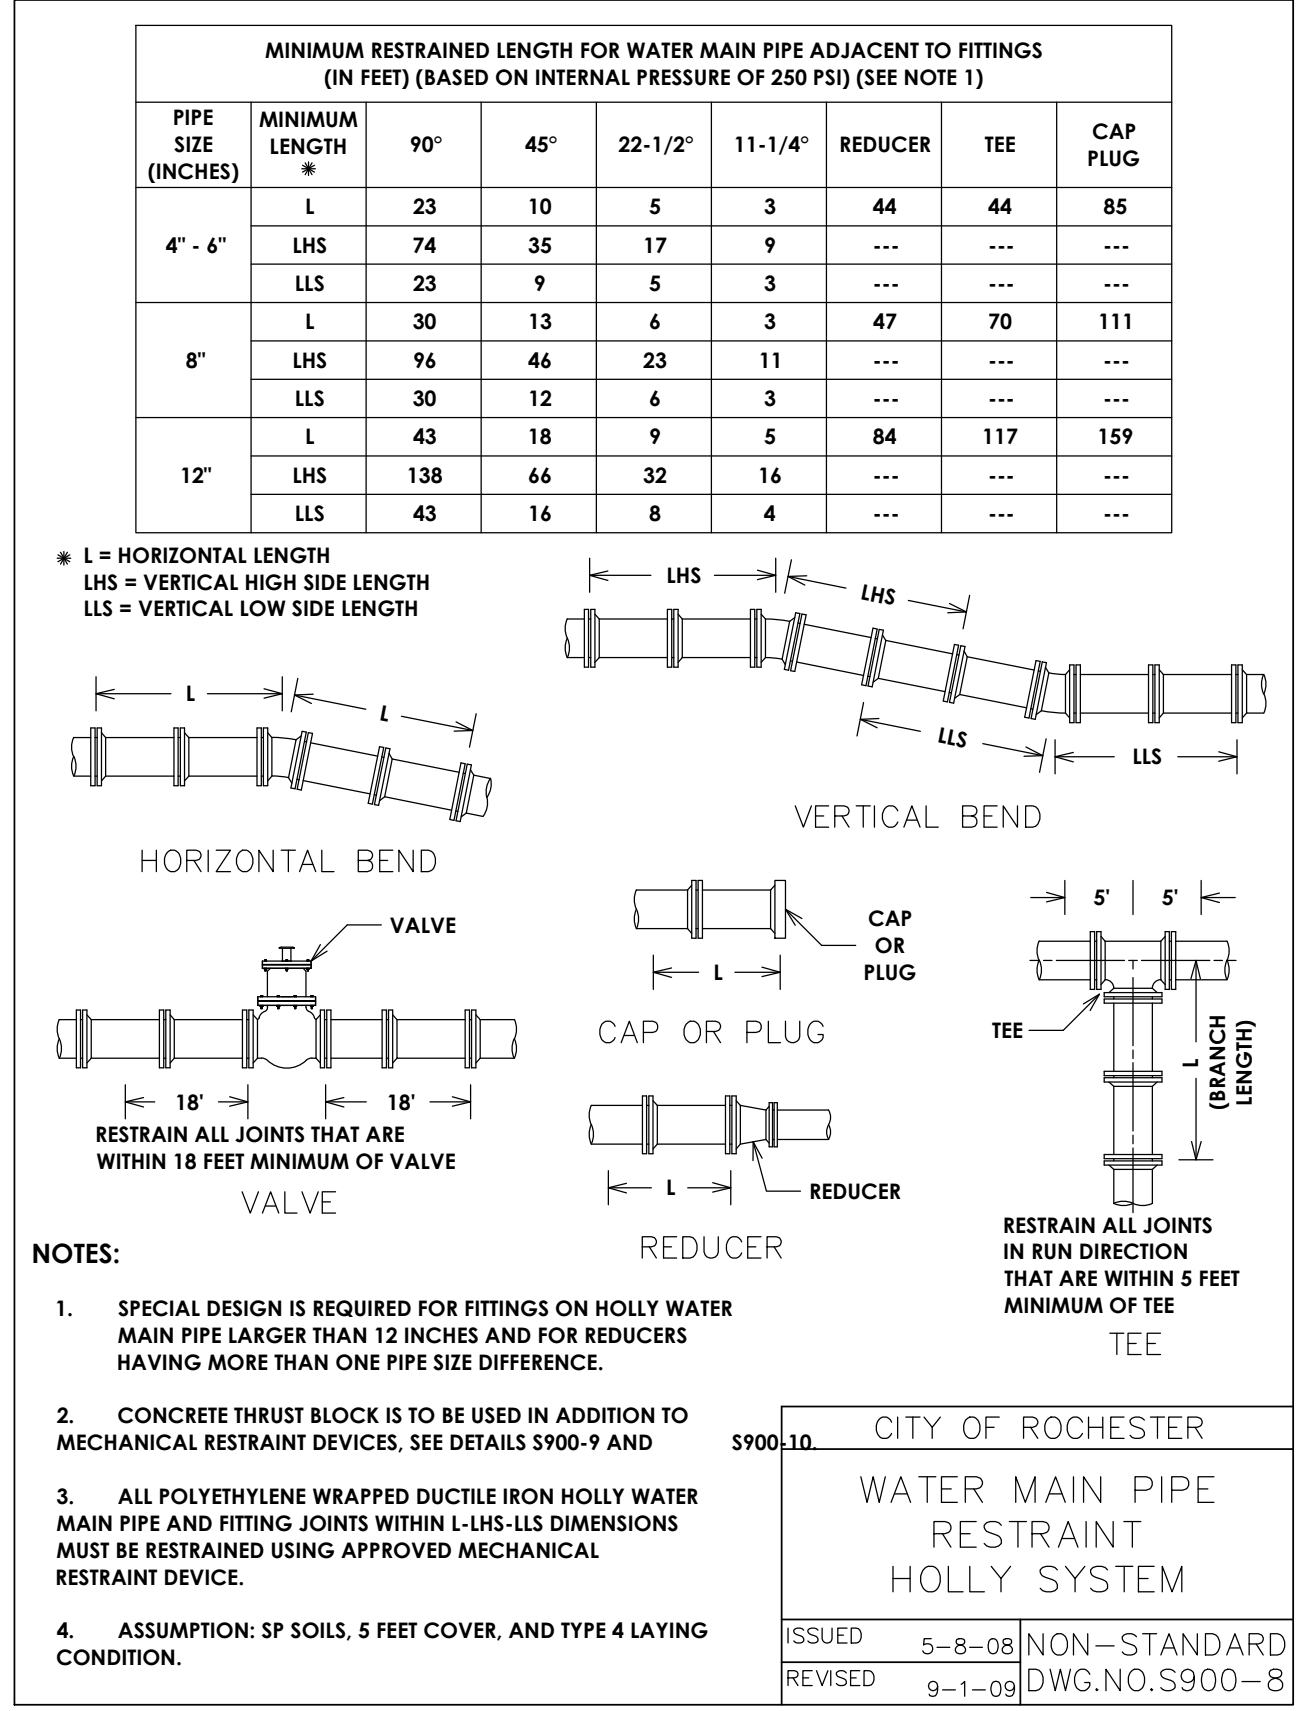 MINIMUM RESTRAINED LENGTH FOR WATER MAIN PIPE ADJACENT TO FITTINGS
(IN FEET) (BASED ON INTERNAL PRESSURE OF 250 PSI) (SEE NOTE 1)
PIPE SIZE (INCHES) MINIMUM LENGTH ✳ 90° 45° 22-1/2° 11-1/4° REDUCER TEE CAP PLUG
4" - 6" L 23 10 5 3 44 44 85
LHS 74 35 17 9 --- --- ---
LLS 23 9 5 3 --- --- ---
8" L 30 13 6 3 47 70 111
LHS 96 46 23 11 --- --- ---
LLS 30 12 6 3 --- --- ---
12" L 43 18 9 5 84 117 159
LHS 138 66 32 16 --- --- ---
LLS 43 16 8 4 --- --- ---
✳ L = HORIZONTAL LENGTH
LHS = VERTICAL HIGH SIDE LENGTH
LLS = VERTICAL LOW SIDE LENGTH
LHS
LHS
LLS
LLS
VERTICAL BEND
L
L
HORIZONTAL BEND
VALVE
18' 18'
RESTRAIN ALL JOINTS THAT ARE
WITHIN 18 FEET MINIMUM OF VALVE
VALVE
CAP
OR
PLUG
L
CAP OR PLUG
L
REDUCER
REDUCER
5' 5'
TEE
L
(BRANCH
LENGTH)
RESTRAIN ALL JOINTS
IN RUN DIRECTION
THAT ARE WITHIN 5 FEET
MINIMUM OF TEE
TEE
NOTES:
1. SPECIAL DESIGN IS REQUIRED FOR FITTINGS ON HOLLY WATER
MAIN PIPE LARGER THAN 12 INCHES AND FOR REDUCERS
HAVING MORE THAN ONE PIPE SIZE DIFFERENCE.
2. CONCRETE THRUST BLOCK IS TO BE USED IN ADDITION TO
MECHANICAL RESTRAINT DEVICES, SEE DETAILS S900-9 AND S900-10.
3. ALL POLYETHYLENE WRAPPED DUCTILE IRON HOLLY WATER
MAIN PIPE AND FITTING JOINTS WITHIN L-LHS-LLS DIMENSIONS
MUST BE RESTRAINED USING APPROVED MECHANICAL
RESTRAINT DEVICE.
4. ASSUMPTION: SP SOILS, 5 FEET COVER, AND TYPE 4 LAYING
CONDITION.
CITY OF ROCHESTER
WATER MAIN PIPE
RESTRAINT
HOLLY SYSTEM
ISSUED 5-8-08
REVISED 9-1-09
NON-STANDARD
DWG.NO.S900-8